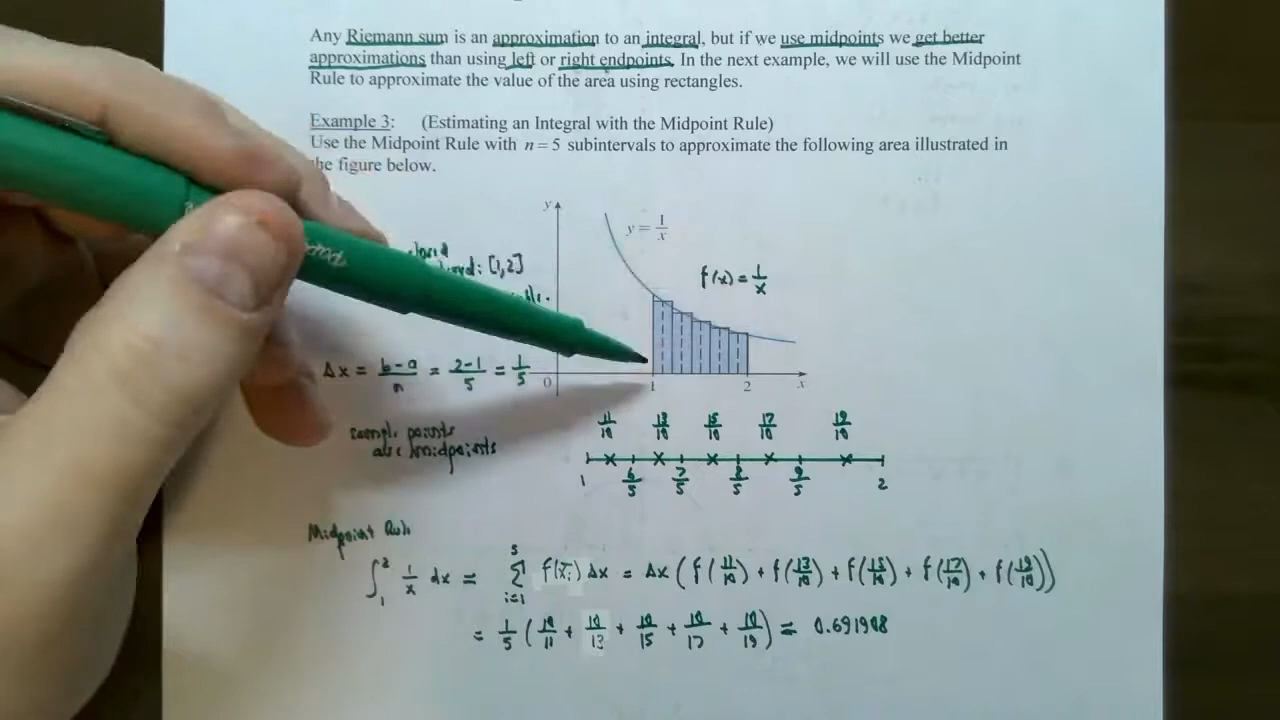 Any Riemann sum is an approximation to an integral, but if we use midpoints we get better
approximations than using left or right endpoints. In the next example, we will use the Midpoint
Rule to approximate the value of the area using rectangles.
Example 3: (Estimating an Integral with the Midpoint Rule)
Use the Midpoint Rule with n = 5 subintervals to approximate the following area illustrated in
the figure below.
y
y = 1/x
: [1,2]
f(x) = 1/x
Δx = b-a/n = 2-1/5 = 1/5
0 1 2 x
sample points
are midpoints
11/10 13/10 15/10 17/10 19/10
1 6/5 7/5 8/5 9/5 2
Midpoint Rule
∫₁² 1/x dx = 5 Σ i=1 f(x̄ᵢ) Δx = Δx (f(11/10) + f(13/10) + f(15/10) + f(17/10) + f(19/10))
= 1/5 (10/11 + 10/13 + 10/15 + 10/17 + 10/19) = 0.691908